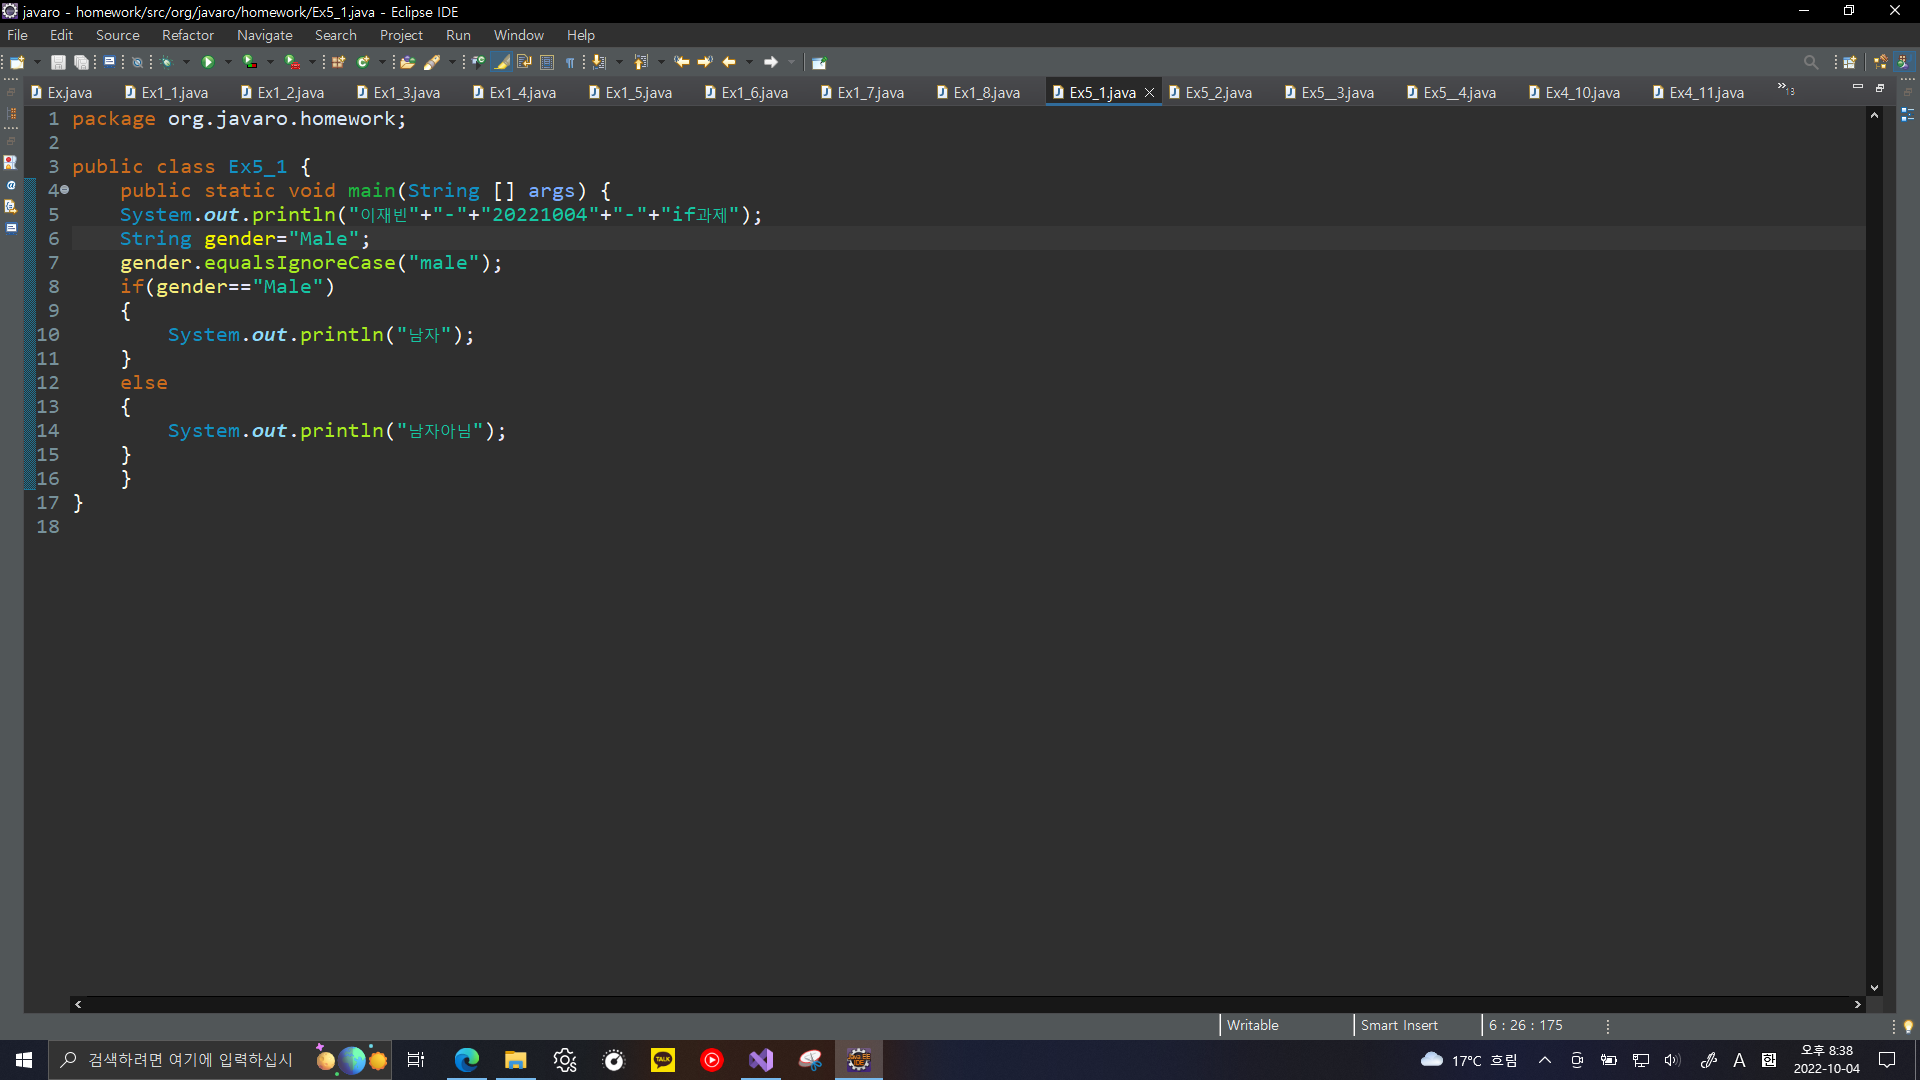 javaro - homework/src/org/javaro/homework/Ex5_1.java - Eclipse IDE
File Edit Source Refactor Navigate Search Project Run Window Help
Ex.java Ex1_1.java Ex1_2.java Ex1_3.java Ex1_4.java Ex1_5.java Ex1_6.java Ex1_7.java Ex1_8.java Ex5_1.java Ex5_2.java Ex5__3.java Ex5__4.java Ex4_10.java Ex4_11.java »13
1 package org.javaro.homework;
2
3 public class Ex5_1 {
4 public static void main(String [] args) {
5 System.out.println("이재빈"+"-"+"20221004"+"-"+"if과제");
6 String gender="Male";
7 gender.equalsIgnoreCase("male");
8 if(gender=="Male")
9 {
10 System.out.println("남자");
11 }
12 else
13 {
14 System.out.println("남자아님");
15 }
16 }
17 }
18
Writable Smart Insert 6 : 26 : 175
검색하려면 여기에 입력하십시
TALK
17°C 흐림 A 한 오후 8:38
2022-10-04